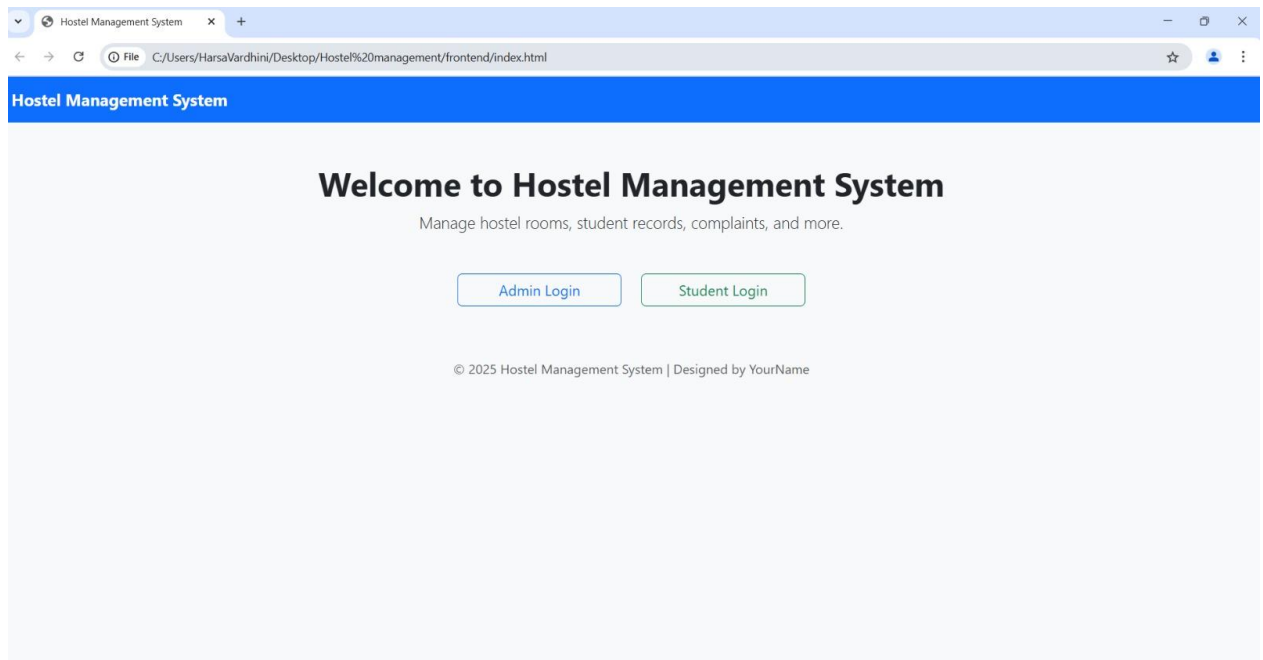 Hostel Management System
File C:/Users/HarsaVardhini/Desktop/Hostel%20management/frontend/index.html
Hostel Management System
Welcome to Hostel Management System
Manage hostel rooms, student records, complaints, and more.
Admin Login Student Login
© 2025 Hostel Management System | Designed by YourName